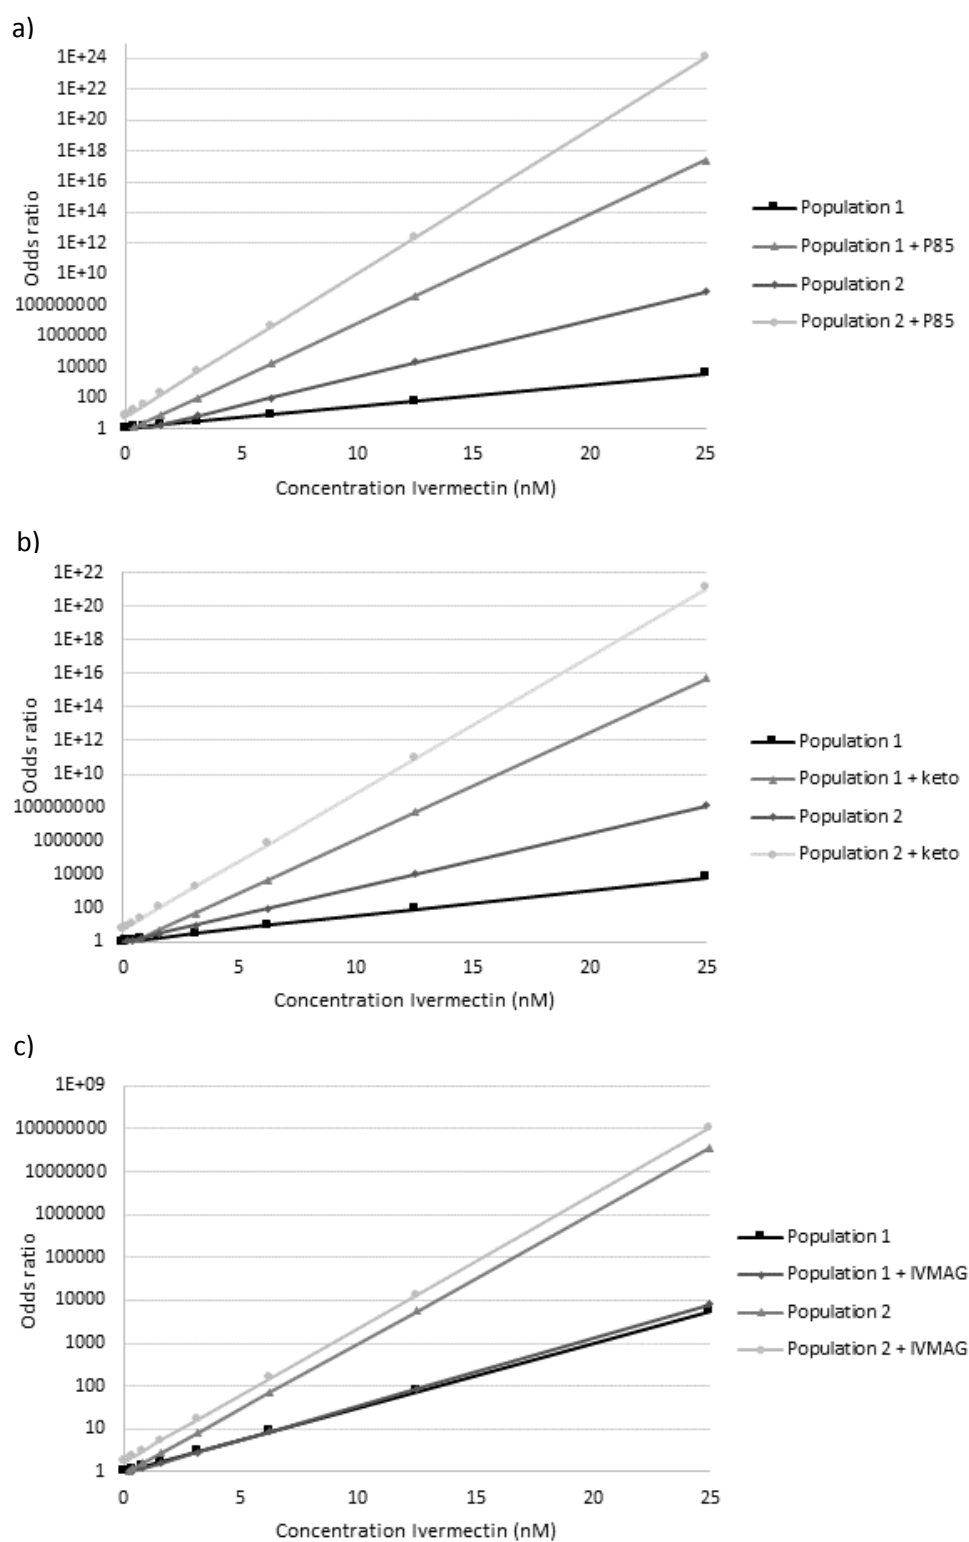 a)
1E+24
1E+22
1E+20
1E+18
1E+16
1E+14
1E+12
1E+10
100000000
1000000
10000
100
1
Odds ratio
0 5 10 15 20 25
Concentration Ivermectin (nM)
Population 1
Population 1 + P85
Population 2
Population 2 + P85
b)
1E+22
1E+20
1E+18
1E+16
1E+14
1E+12
1E+10
100000000
1000000
10000
100
1
Odds ratio
0 5 10 15 20 25
Concentration Ivermectin (nM)
Population 1
Population 1 + keto
Population 2
Population 2 + keto
c)
1E+09
100000000
10000000
1000000
100000
10000
1000
100
10
1
Odds ratio
0 5 10 15 20 25
Concentration Ivermectin (nM)
Population 1
Population 1 + IVMAG
Population 2
Population 2 + IVMAG